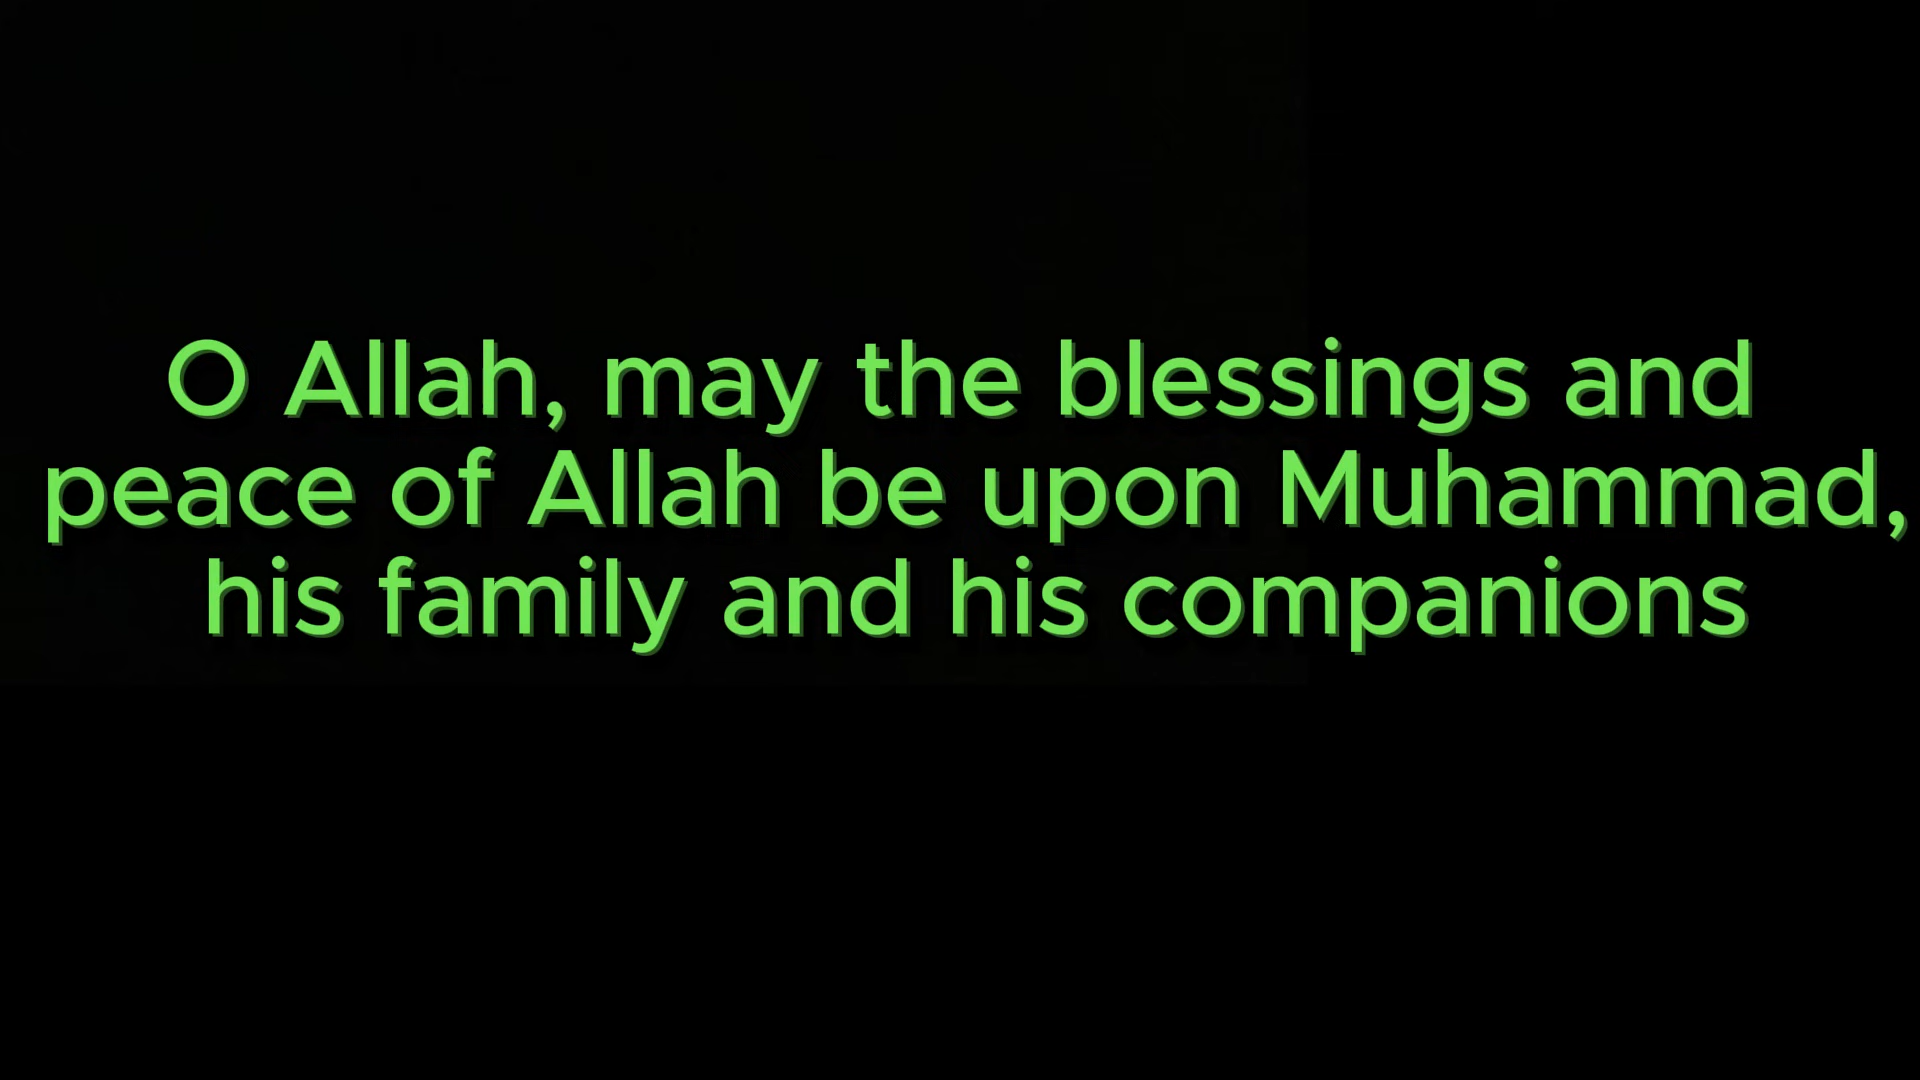 O Allah, may the blessings and
peace of Allah be upon Muhammad,
his family and his companions